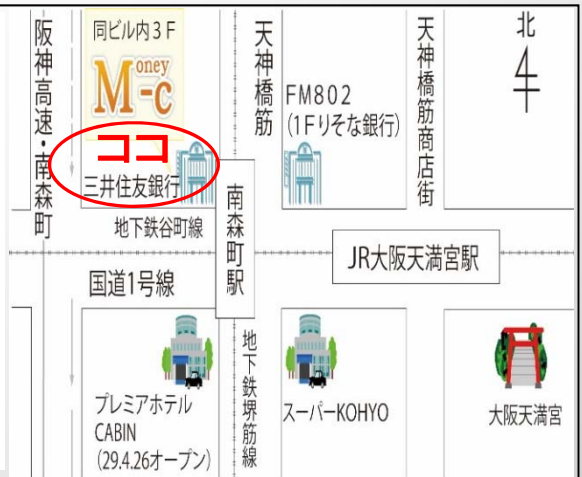 阪神高速・南森町
同ビル内３Ｆ
Money-c
ココ
三井住友銀行
天神橋筋
FM802
(1Fりそな銀行)
天神橋筋商店街
北
地下鉄谷町線
南森町駅
JR大阪天満宮駅
国道1号線
地下鉄堺筋線
プレミアホテル
CABIN
(29.4.26オープン)
スーパーKOHYO
大阪天満宮